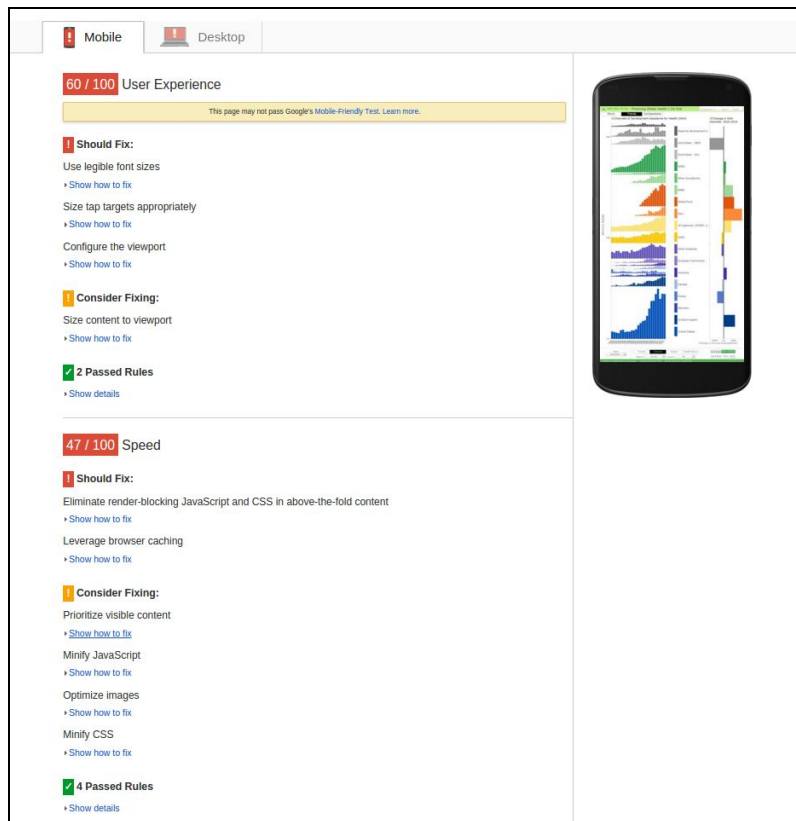 Mobile
Desktop
60 / 100 User Experience
This page may not pass Google's Mobile-Friendly Test. Learn more.
! Should Fix:
Use legible font sizes
Show how to fix
Size tap targets appropriately
Show how to fix
Configure the viewport
Show how to fix
! Consider Fixing:
Size content to viewport
Show how to fix
2 Passed Rules
Show details
47 / 100 Speed
! Should Fix:
Eliminate render-blocking JavaScript and CSS in above-the-fold content
Show how to fix
Leverage browser caching
Show how to fix
! Consider Fixing:
Prioritize visible content
Show how to fix
Minify JavaScript
Show how to fix
Optimize images
Show how to fix
Minify CSS
Show how to fix
4 Passed Rules
Show details